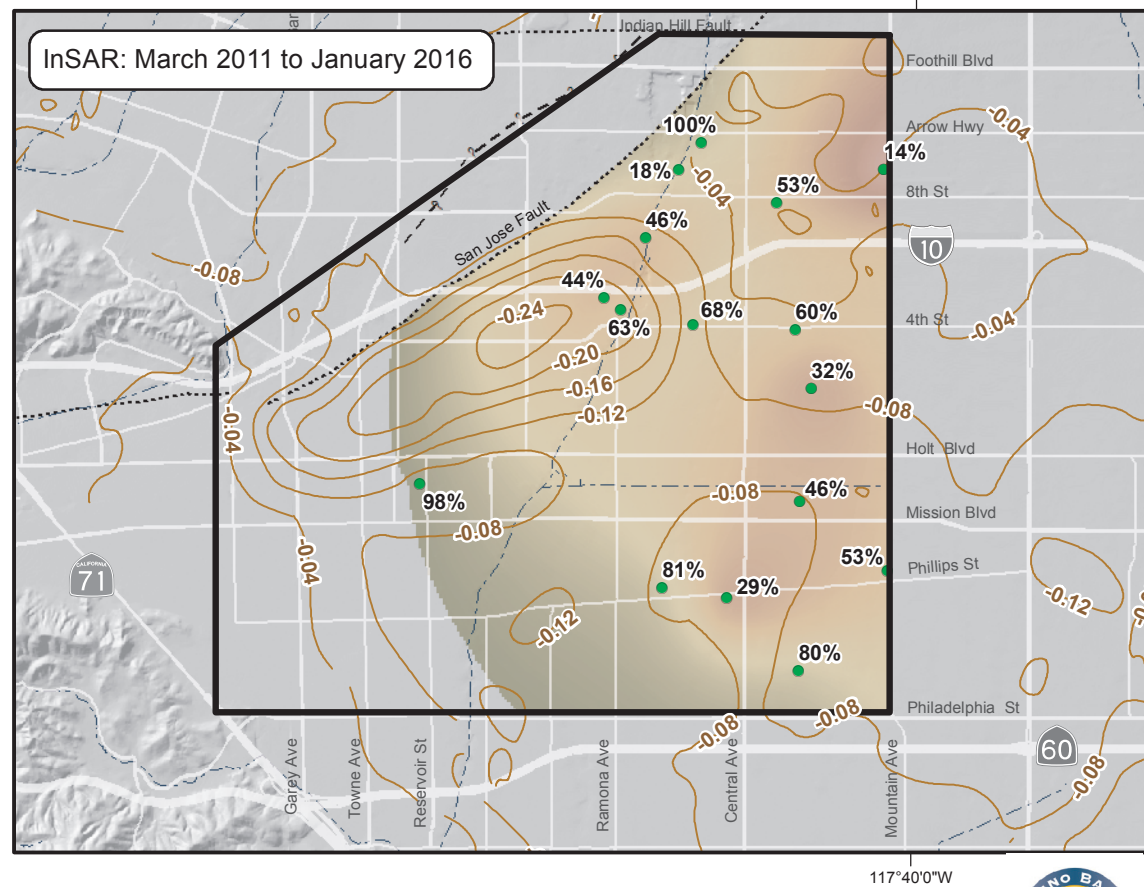 InSAR: March 2011 to January 2016
Indian Hill Fault
Foothill Blvd
-0.04
100%
Arrow Hwy
14%
18%
-0.04
53%
8th St
46%
San Jose Fault
10
-0.08
44%
-0.24
63%
68%
60%
4th St
-0.04
-0.20
32%
-0.16
-0.08
-0.12
-0.04
Holt Blvd
98%
-0.08
46%
Mission Blvd
-0.08
-0.04
53%
Phillips St
CALIFORNIA
71
81%
29%
-0.12
-0.12
80%
Philadelphia St
-0.08
-0.08
60
-0.08
Garey Ave
Towne Ave
Reservoir St
Ramona Ave
Central Ave
Mountain Ave
117°40'0"W